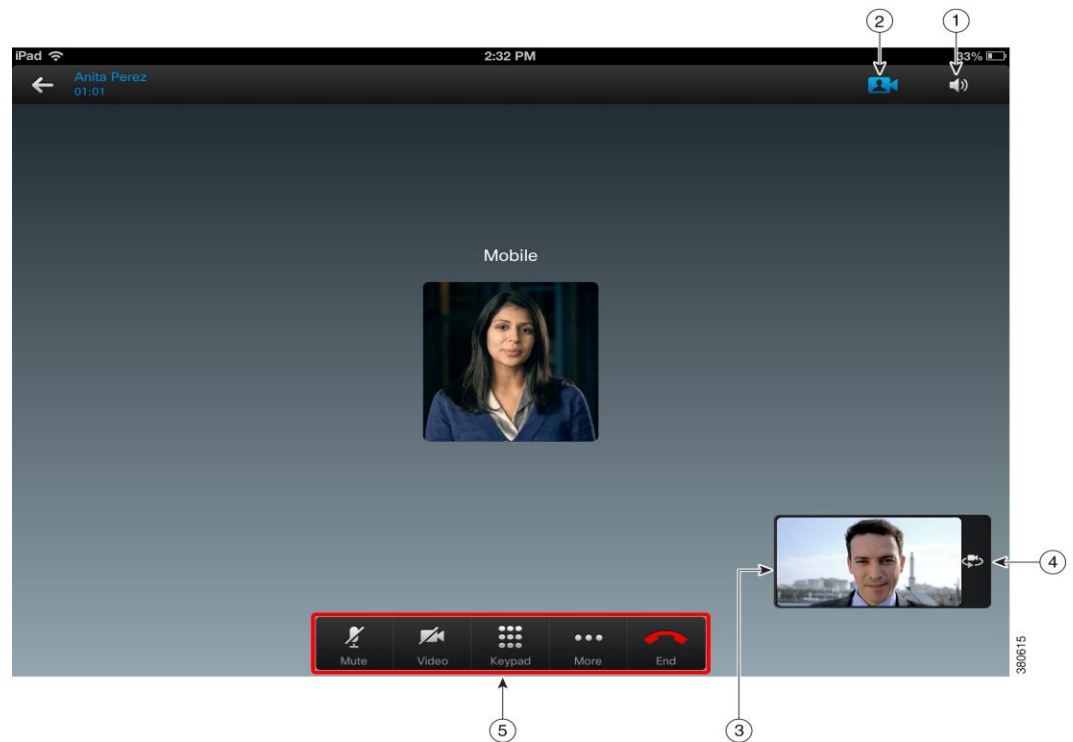 2
1
iPad
2:32 PM
33%
Anita Perez
01:01
Mobile
4
3
Mute
Video
Keypad
More
End
380615
5